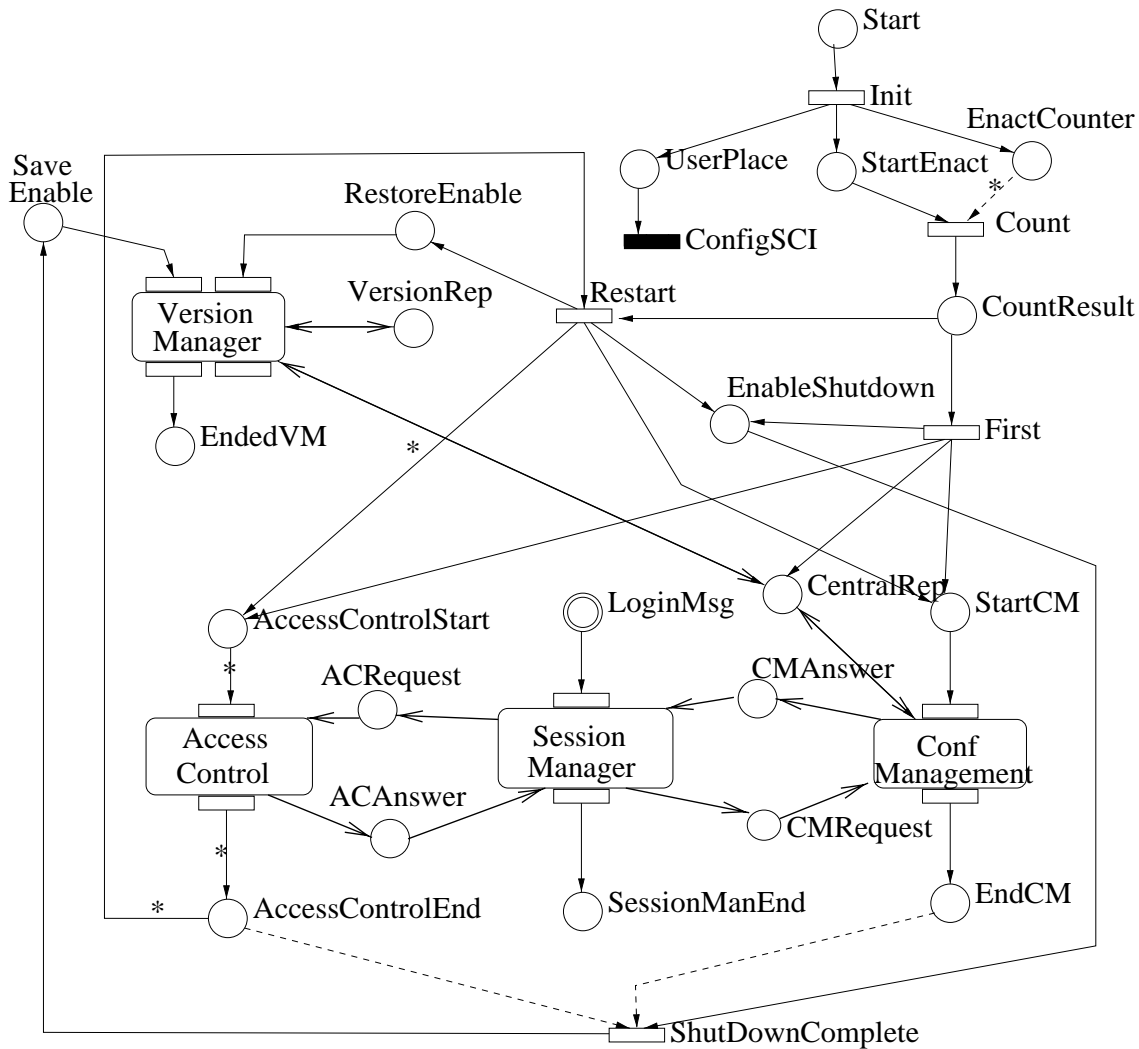 Start
Init
EnactCounter
UserPlace
StartEnact
*
Save
Enable
RestoreEnable
ConfigSCI
Count
VersionRep
Restart
CountResult
Version
Manager
EnableShutdown
EndedVM
*
First
CentralRep
StartCM
AccessControlStart
LoginMsg
*
ACRequest
CMAnswer
Access
Control
Session
Manager
Conf
Management
ACAnswer
CMRequest
*
*
AccessControlEnd
SessionManEnd
EndCM
ShutDownComplete